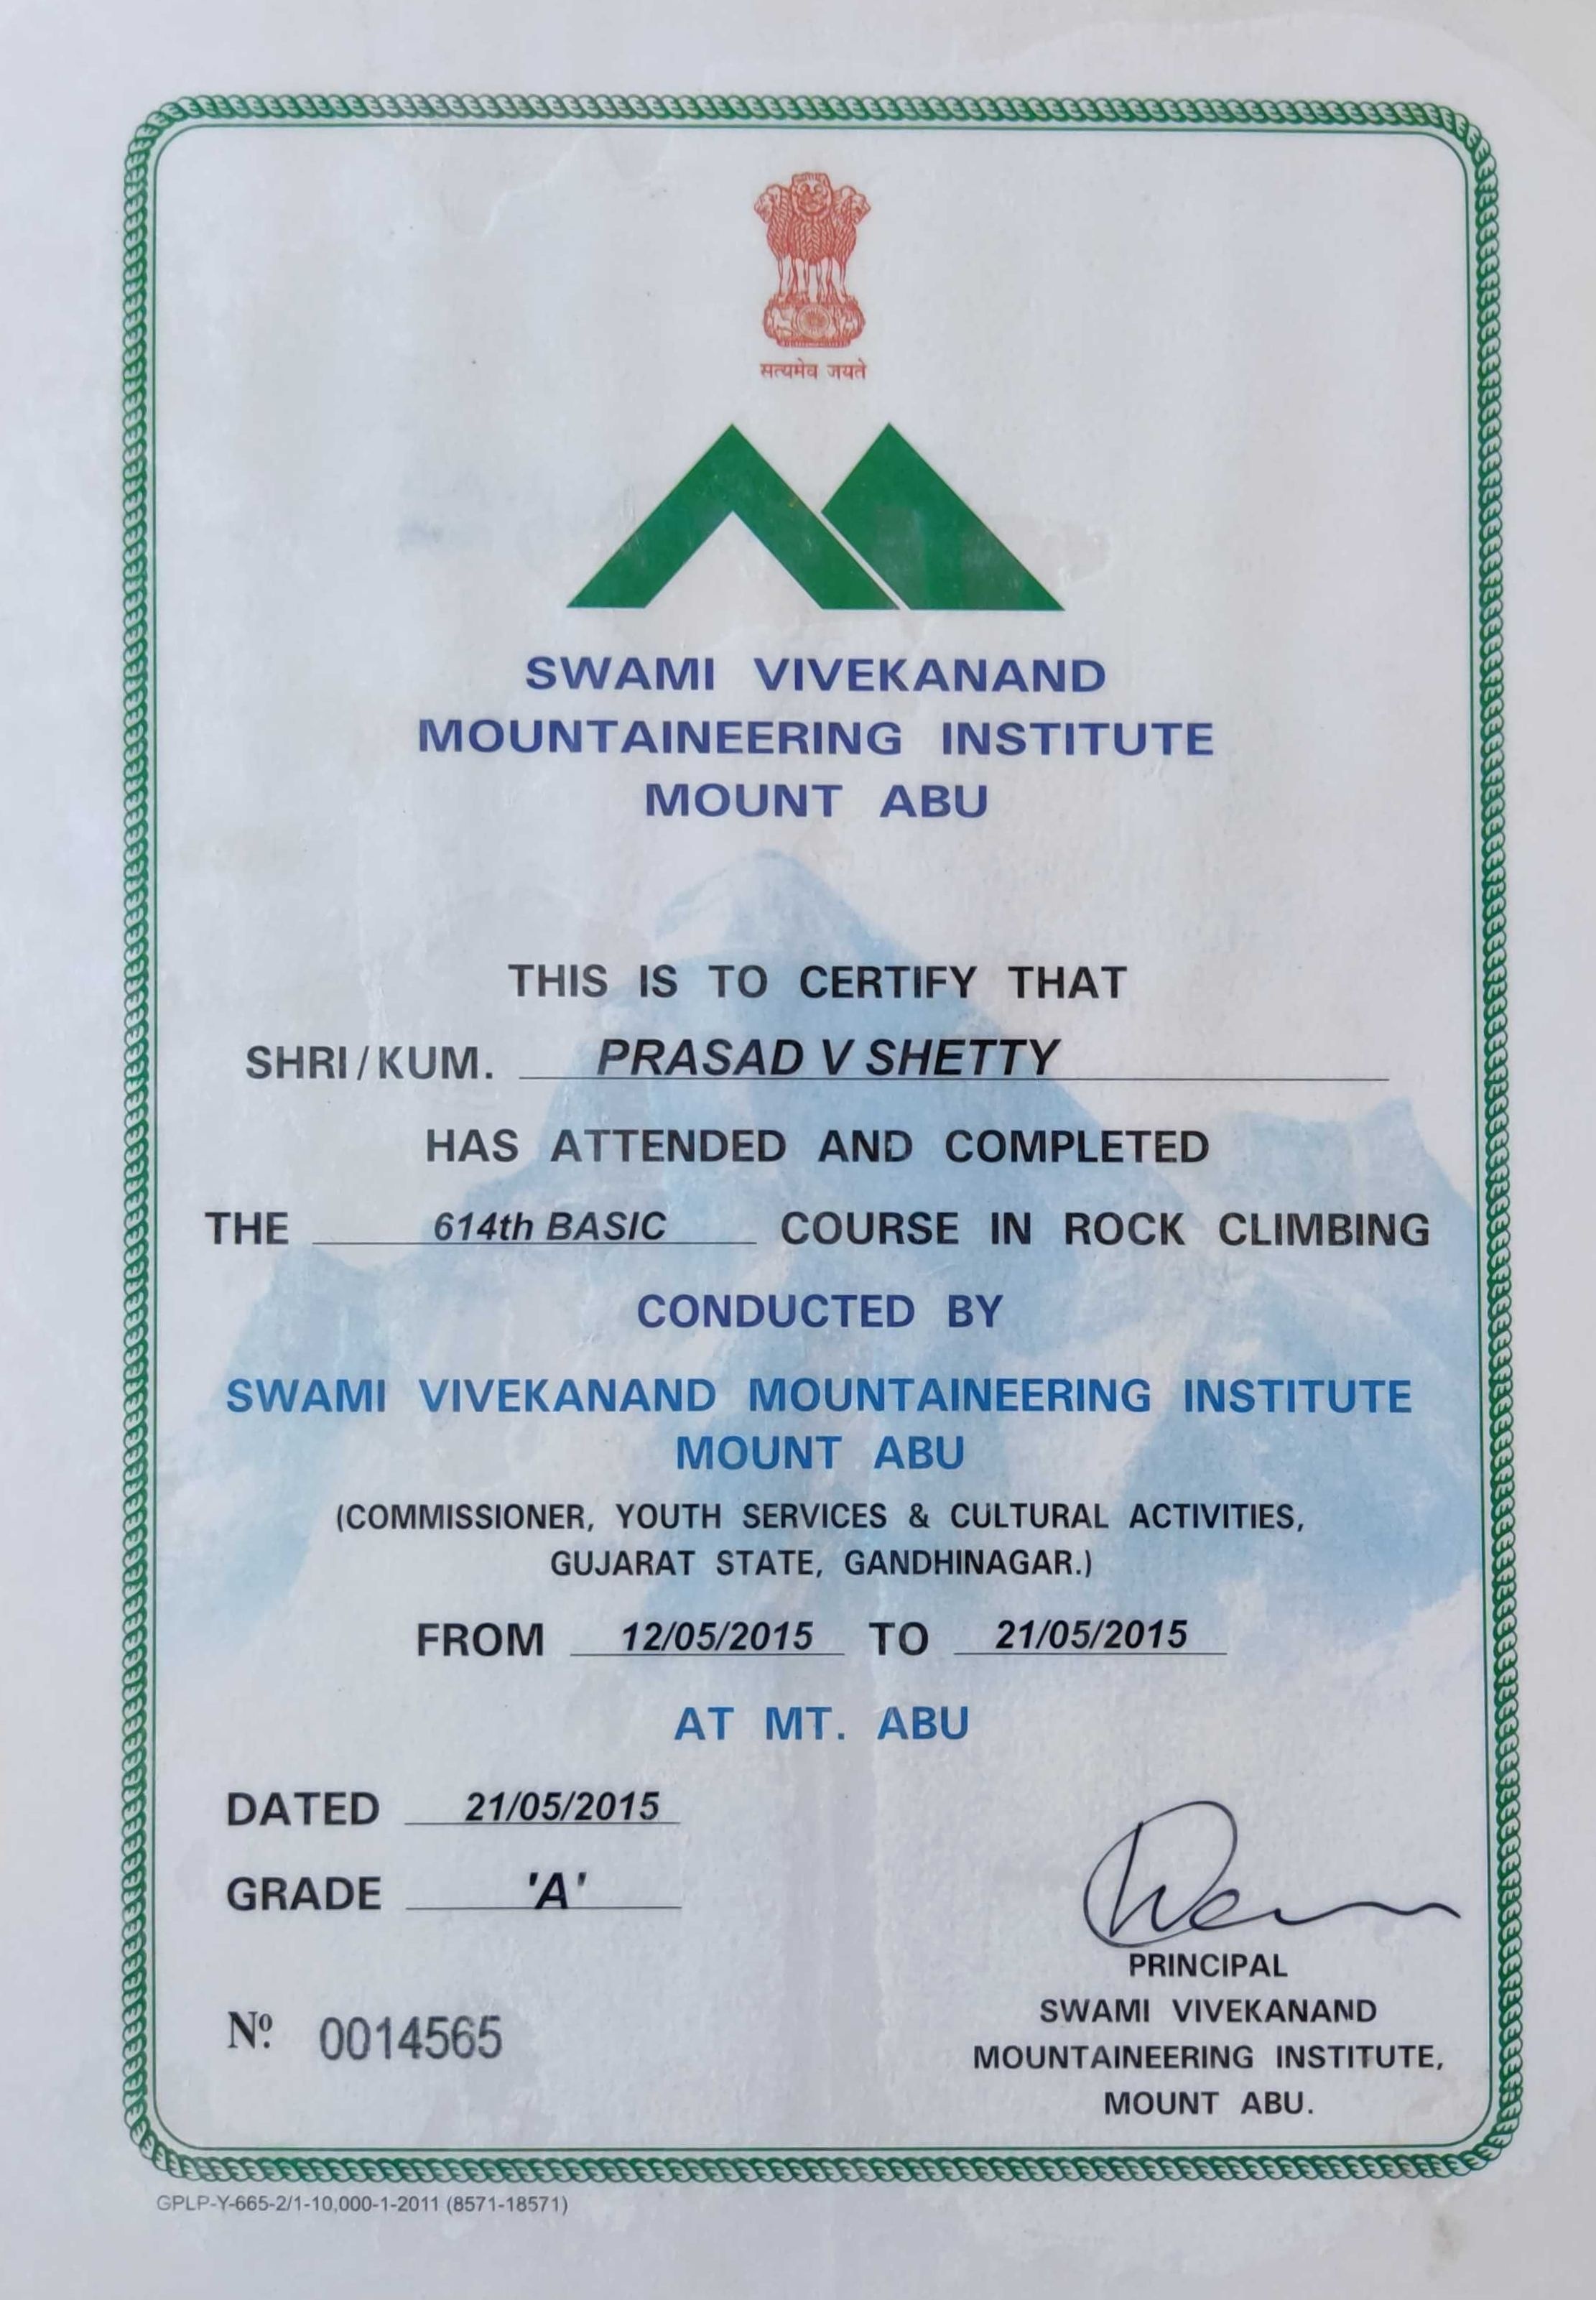 सत्यमेव जयते
SWAMI VIVEKANAND
MOUNTAINEERING INSTITUTE
MOUNT ABU
THIS IS TO CERTIFY THAT
SHRI/KUM. PRASAD V SHETTY
HAS ATTENDED AND COMPLETED
THE 614th BASIC COURSE IN ROCK CLIMBING
CONDUCTED BY
SWAMI VIVEKANAND MOUNTAINEERING INSTITUTE
MOUNT ABU
(COMMISSIONER, YOUTH SERVICES & CULTURAL ACTIVITIES,
GUJARAT STATE, GANDHINAGAR.)
FROM 12/05/2015 TO 21/05/2015
AT MT. ABU
DATED 21/05/2015
GRADE 'A'
Nº. 0014565
PRINCIPAL
SWAMI VIVEKANAND
MOUNTAINEERING INSTITUTE,
MOUNT ABU.
GPLP-Y-665-2/1-10,000-1-2011 (8571-18571)